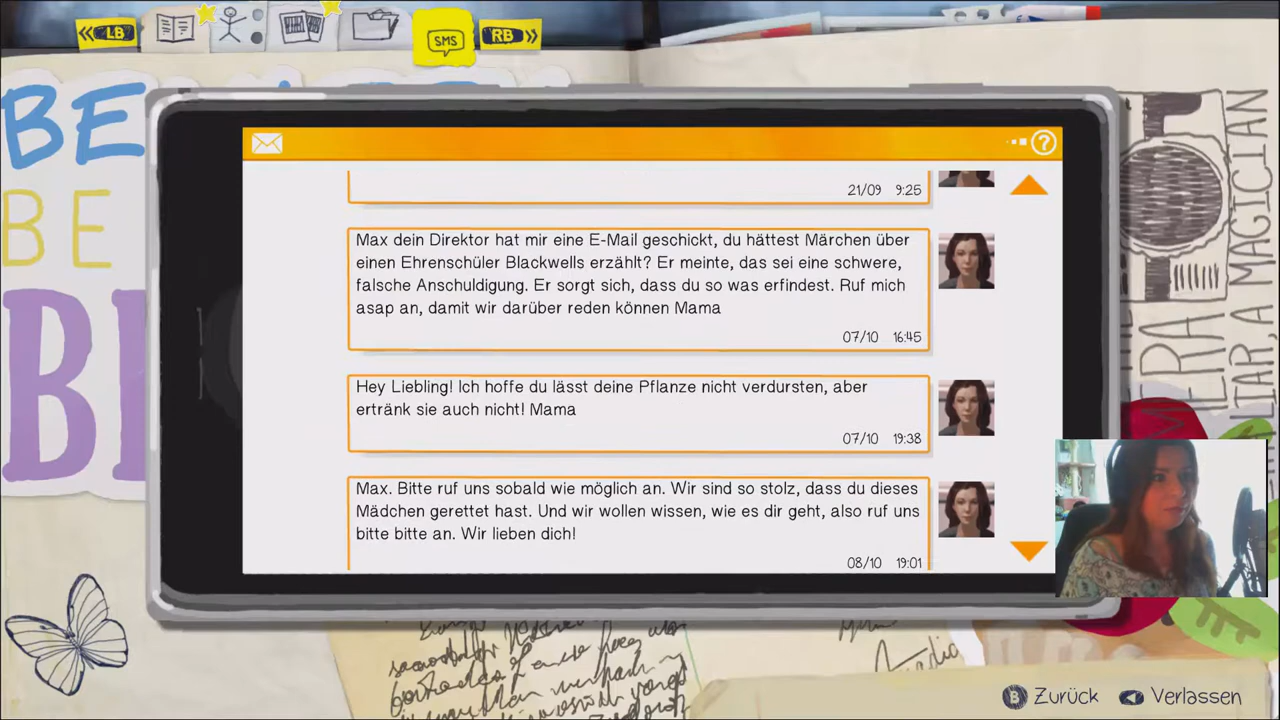 LB
SMS
RB
BE
BE
21/09 9:25
Max dein Direktor hat mir eine E-Mail geschickt, du hättest Märchen über
einen Ehrenschüler Blackwells erzählt? Er meinte, das sei eine schwere,
falsche Anschuldigung. Er sorgt sich, dass du so was erfindest. Ruf mich
asap an, damit wir darüber reden können Mama
07/10 16:45
Hey Liebling! Ich hoffe du lässt deine Pflanze nicht verdursten, aber
ertränk sie auch nicht! Mama
07/10 19:38
Max. Bitte ruf uns sobald wie möglich an. Wir sind so stolz, dass du dieses
Mädchen gerettet hast. Und wir wollen wissen, wie es dir geht, also ruf uns
bitte bitte an. Wir lieben dich!
08/10 19:01
MAGICIAN
B Zurück Verlassen